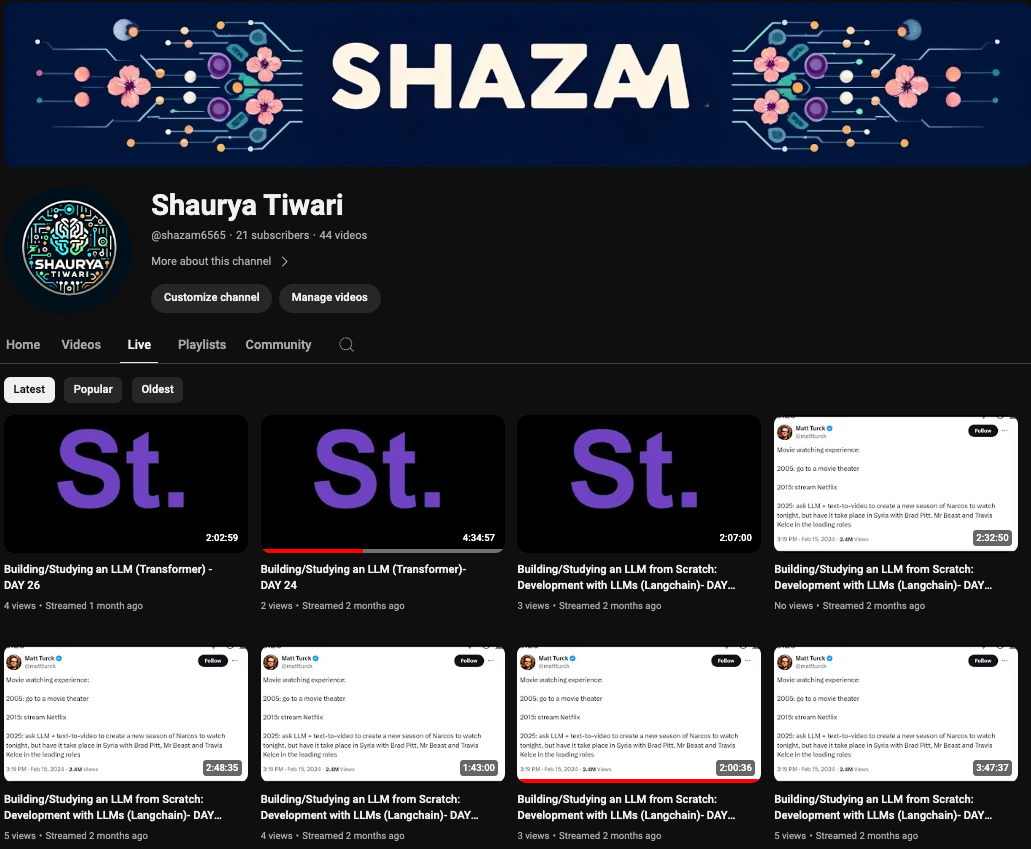 SHAZAM
SHAURYA
TIWARI
Shaurya Tiwari
@shazam6565 · 21 subscribers · 44 videos
More about this channel
Customize channel
Manage videos
Home Videos Live Playlists Community
Latest Popular Oldest
St.
2:02:59
Building/Studying an LLM (Transformer) -
DAY 26
4 views • Streamed 1 month ago
St.
4:34:57
Building/Studying an LLM (Transformer)-
DAY 24
2 views • Streamed 2 months ago
St.
2:07:00
Building/Studying an LLM from Scratch:
Development with LLMs (Langchain)- DAY...
3 views • Streamed 2 months ago
Matt Turck
@mattturck
Follow
Movie watching experience:
2005: go to a movie theater
2015: stream Netflix
2025: ask LLM + text-to-video to create a new season of Narcos to watch
tonight, but have it take place in Syria with Brad Pitt, Mr Beast and Travis
Kelce in the leading roles
3:19 PM · Feb 15, 2024 · 2.4M Views
2:32:50
Building/Studying an LLM from Scratch:
Development with LLMs (Langchain)- DAY...
No views • Streamed 2 months ago
Matt Turck
@mattturck
Follow
Movie watching experience:
2005: go to a movie theater
2015: stream Netflix
2025: ask LLM + text-to-video to create a new season of Narcos to watch
tonight, but have it take place in Syria with Brad Pitt, Mr Beast and Travis
Kelce in the leading roles
3:19 PM · Feb 15, 2024 · 2.4M Views
2:48:35
Building/Studying an LLM from Scratch:
Development with LLMs (Langchain)- DAY...
5 views • Streamed 2 months ago
Matt Turck
@mattturck
Follow
Movie watching experience:
2005: go to a movie theater
2015: stream Netflix
2025: ask LLM + text-to-video to create a new season of Narcos to watch
tonight, but have it take place in Syria with Brad Pitt, Mr Beast and Travis
Kelce in the leading roles
3:19 PM · Feb 15, 2024 · 2.4M Views
1:43:00
Building/Studying an LLM from Scratch:
Development with LLMs (Langchain)- DAY...
4 views • Streamed 2 months ago
Matt Turck
@mattturck
Follow
Movie watching experience:
2005: go to a movie theater
2015: stream Netflix
2025: ask LLM + text-to-video to create a new season of Narcos to watch
tonight, but have it take place in Syria with Brad Pitt, Mr Beast and Travis
Kelce in the leading roles
3:19 PM · Feb 15, 2024 · 2.4M Views
2:00:36
Building/Studying an LLM from Scratch:
Development with LLMs (Langchain)- DAY...
3 views • Streamed 2 months ago
Matt Turck
@mattturck
Follow
Movie watching experience:
2005: go to a movie theater
2015: stream Netflix
2025: ask LLM + text-to-video to create a new season of Narcos to watch
tonight, but have it take place in Syria with Brad Pitt, Mr Beast and Travis
Kelce in the leading roles
3:19 PM · Feb 15, 2024 · 2.4M Views
3:47:37
Building/Studying an LLM from Scratch:
Development with LLMs (Langchain)- DAY...
5 views • Streamed 2 months ago